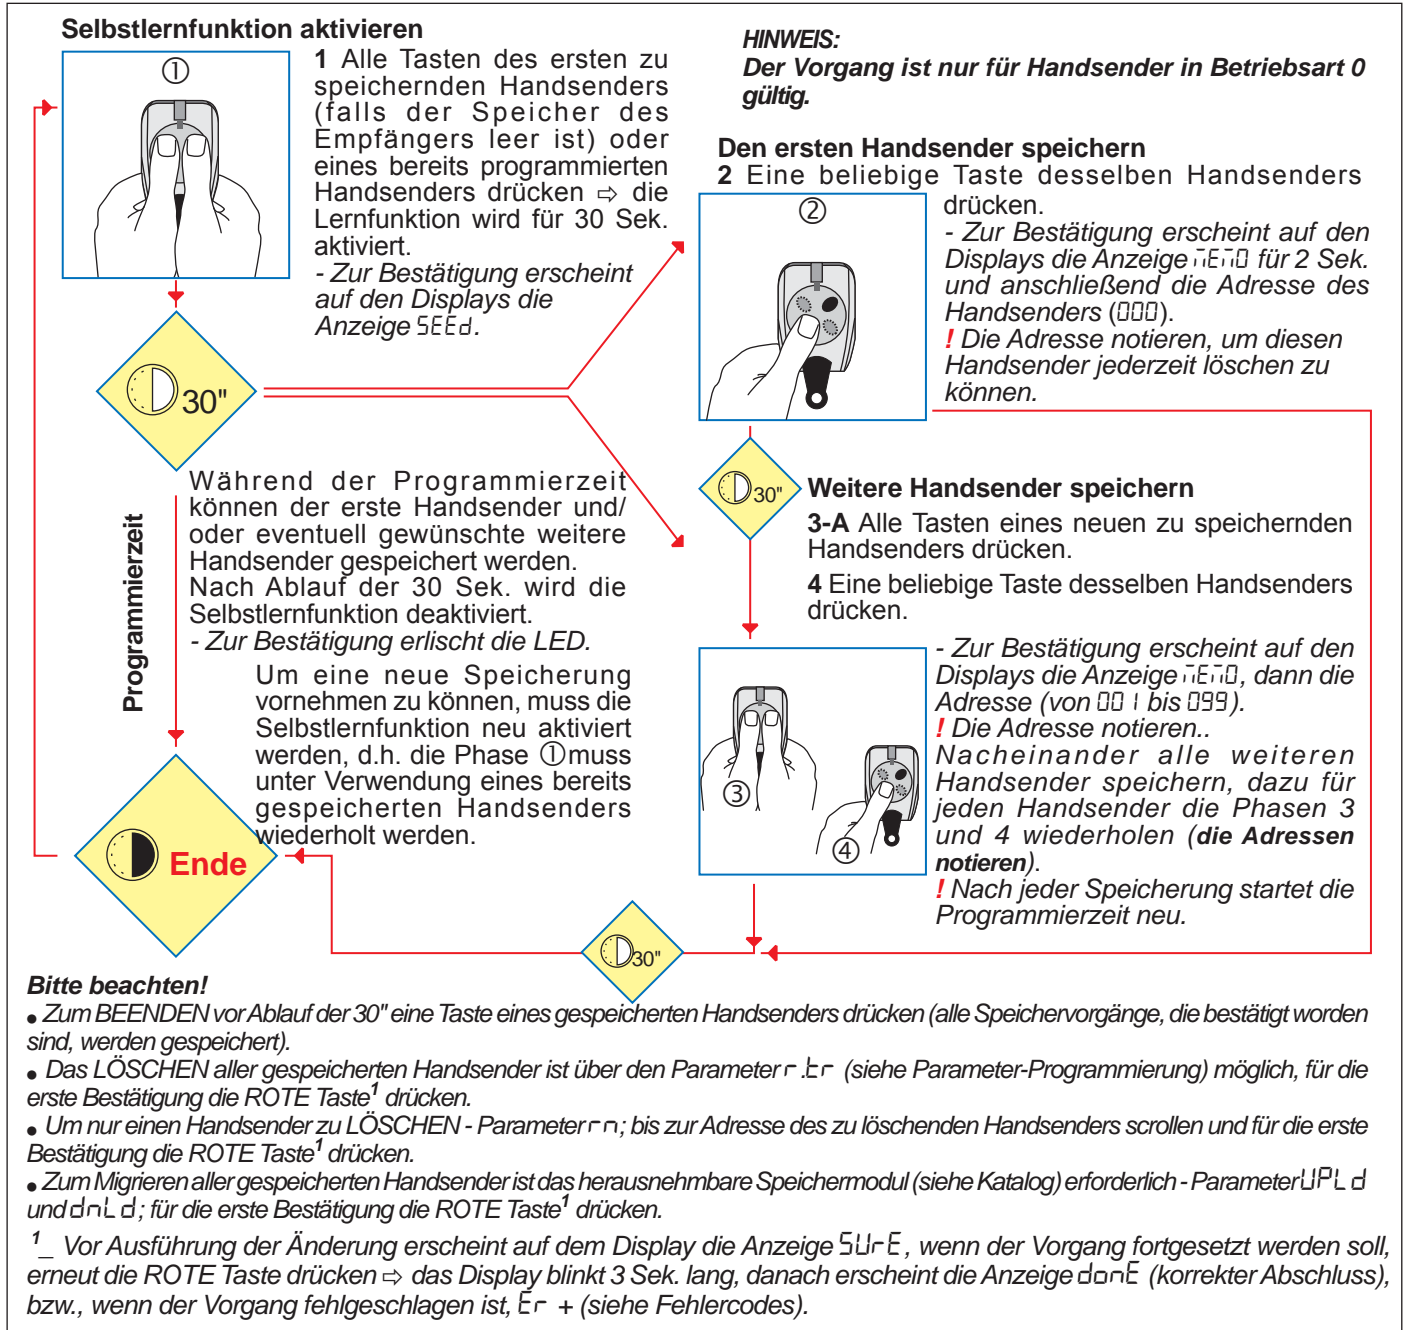 Selbstlernfunktion aktivieren
①
1 Alle Tasten des ersten zu
speichernden Handsenders
(falls der Speicher des
Empfängers leer ist) oder
eines bereits programmierten
Handsenders drücken ⇨ die
Lernfunktion wird für 30 Sek.
aktiviert.
- Zur Bestätigung erscheint
auf den Displays die
Anzeige SEEd.
30"
HINWEIS:
Der Vorgang ist nur für Handsender in Betriebsart 0
gültig.
Den ersten Handsender speichern
2 Eine beliebige Taste desselben Handsenders
drücken.
②
- Zur Bestätigung erscheint auf den
Displays die Anzeige MEMO für 2 Sek.
und anschließend die Adresse des
Handsenders (000).
! Die Adresse notieren, um diesen
Handsender jederzeit löschen zu
können.
Programmierzeit
Während der Programmierzeit
können der erste Handsender und/
oder eventuell gewünschte weitere
Handsender gespeichert werden.
Nach Ablauf der 30 Sek. wird die
Selbstlernfunktion deaktiviert.
- Zur Bestätigung erlischt die LED.
Um eine neue Speicherung
vornehmen zu können, muss die
Selbstlernfunktion neu aktiviert
werden, d.h. die Phase ① muss
unter Verwendung eines bereits
gespeicherten Handsenders
wiederholt werden.
Ende
30"
Weitere Handsender speichern
3-A Alle Tasten eines neuen zu speichernden
Handsenders drücken.
4 Eine beliebige Taste desselben Handsenders
drücken.
③
④
- Zur Bestätigung erscheint auf den
Displays die Anzeige MEMO, dann die
Adresse (von 001 bis 099).
! Die Adresse notieren..
Nacheinander alle weiteren
Handsender speichern, dazu für
jeden Handsender die Phasen 3
und 4 wiederholen (die Adressen
notieren).
! Nach jeder Speicherung startet die
Programmierzeit neu.
30"
Bitte beachten!
● Zum BEENDEN vor Ablauf der 30" eine Taste eines gespeicherten Handsenders drücken (alle Speichervorgänge, die bestätigt worden
sind, werden gespeichert).
● Das LÖSCHEN aller gespeicherten Handsender ist über den Parameter r.tr (siehe Parameter-Programmierung) möglich, für die
erste Bestätigung die ROTE Taste¹ drücken.
● Um nur einen Handsender zu LÖSCHEN - Parameter rn; bis zur Adresse des zu löschenden Handsenders scrollen und für die erste
Bestätigung die ROTE Taste¹ drücken.
● Zum Migrieren aller gespeicherten Handsender ist das herausnehmbare Speichermodul (siehe Katalog) erforderlich - Parameter UPLd
und dnLd; für die erste Bestätigung die ROTE Taste¹ drücken.
¹_ Vor Ausführung der Änderung erscheint auf dem Display die Anzeige SUrE, wenn der Vorgang fortgesetzt werden soll,
erneut die ROTE Taste drücken ⇨ das Display blinkt 3 Sek. lang, danach erscheint die Anzeige donE (korrekter Abschluss),
bzw., wenn der Vorgang fehlgeschlagen ist, Er + (siehe Fehlercodes).